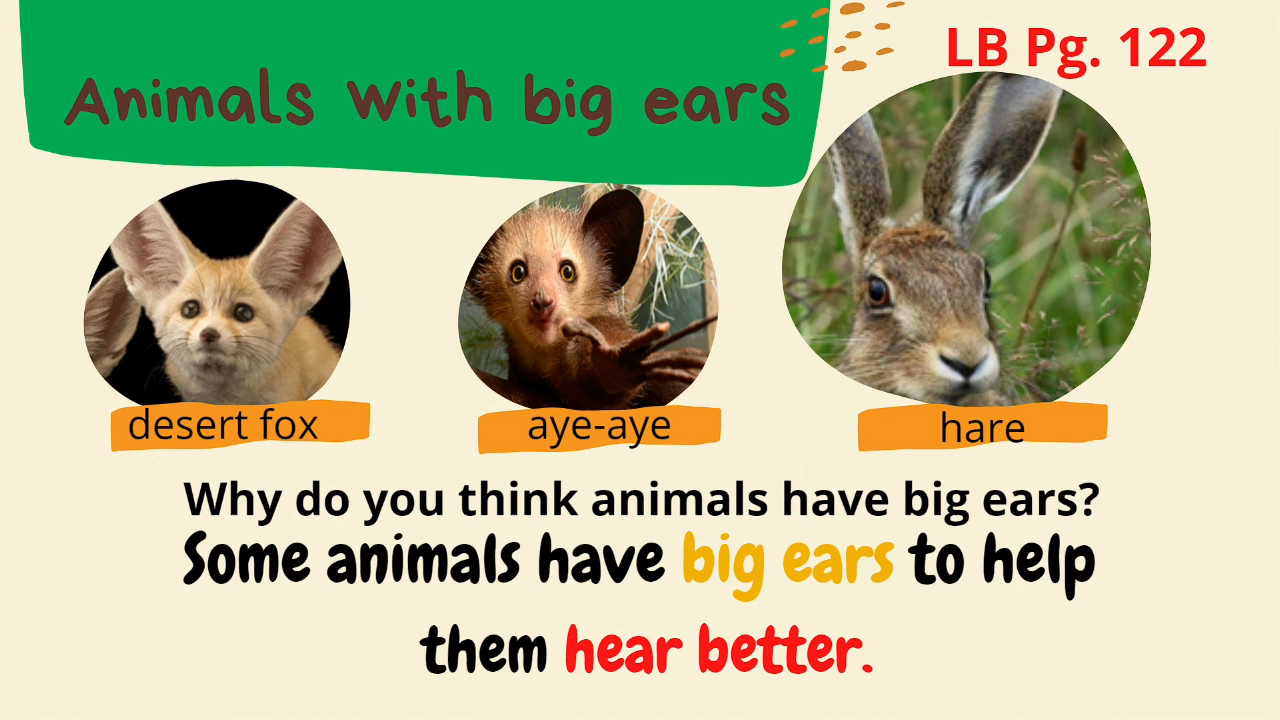 LB Pg. 122
Animals with big ears
desert fox
aye-aye
hare
Why do you think animals have big ears?
Some animals have big ears to help
them hear better.